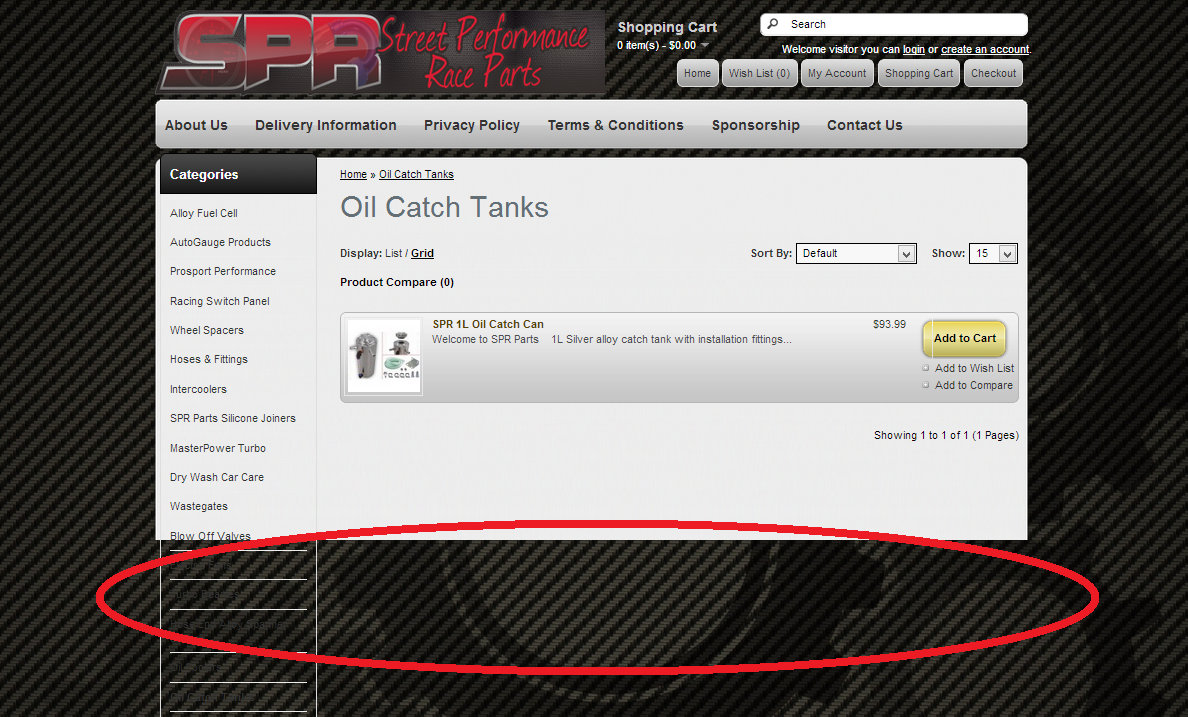 SPR Street Performance
Race Parts
Shopping Cart
0 item(s) - $0.00
Search
Welcome visitor you can login or create an account.
Home
Wish List (0)
My Account
Shopping Cart
Checkout
About Us
Delivery Information
Privacy Policy
Terms & Conditions
Sponsorship
Contact Us
Categories
Alloy Fuel Cell
AutoGauge Products
Prosport Performance
Racing Switch Panel
Wheel Spacers
Hoses & Fittings
Intercoolers
SPR Parts Silicone Joiners
MasterPower Turbo
Dry Wash Car Care
Wastegates
Blow Off Valves
Home » Oil Catch Tanks
Oil Catch Tanks
Display: List / Grid
Sort By: Default
Show: 15
Product Compare (0)
SPR 1L Oil Catch Can
Welcome to SPR Parts 1L Silver alloy catch tank with installation fittings...
$93.99
Add to Cart
Add to Wish List
Add to Compare
Showing 1 to 1 of 1 (1 Pages)